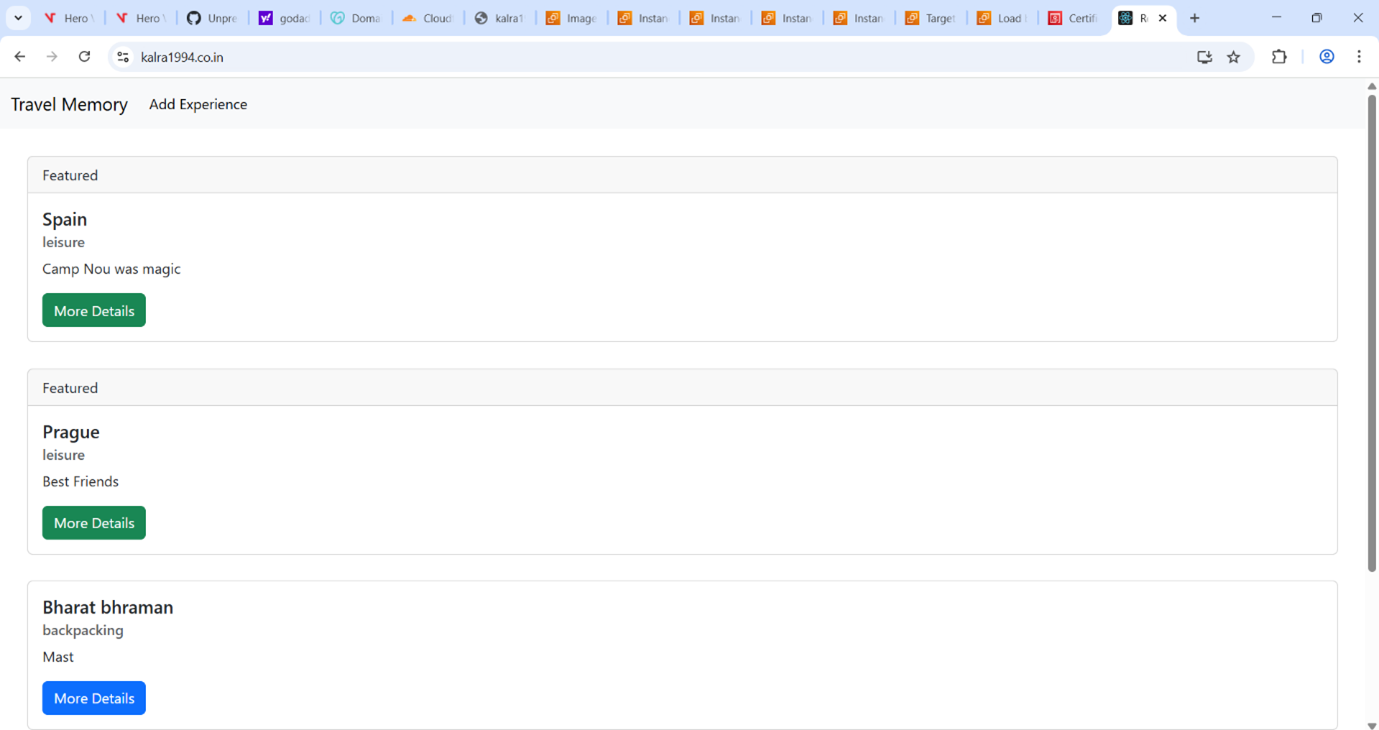 Hero
Hero
Unpre
godad
Doma
Cloud
kalra1
Image
Instan
Instan
Instan
Instan
Target
Load
Certifi
kalra1994.co.in
Travel Memory Add Experience
Featured
Spain
leisure
Camp Nou was magic
More Details
Featured
Prague
leisure
Best Friends
More Details
Bharat bhraman
backpacking
Mast
More Details